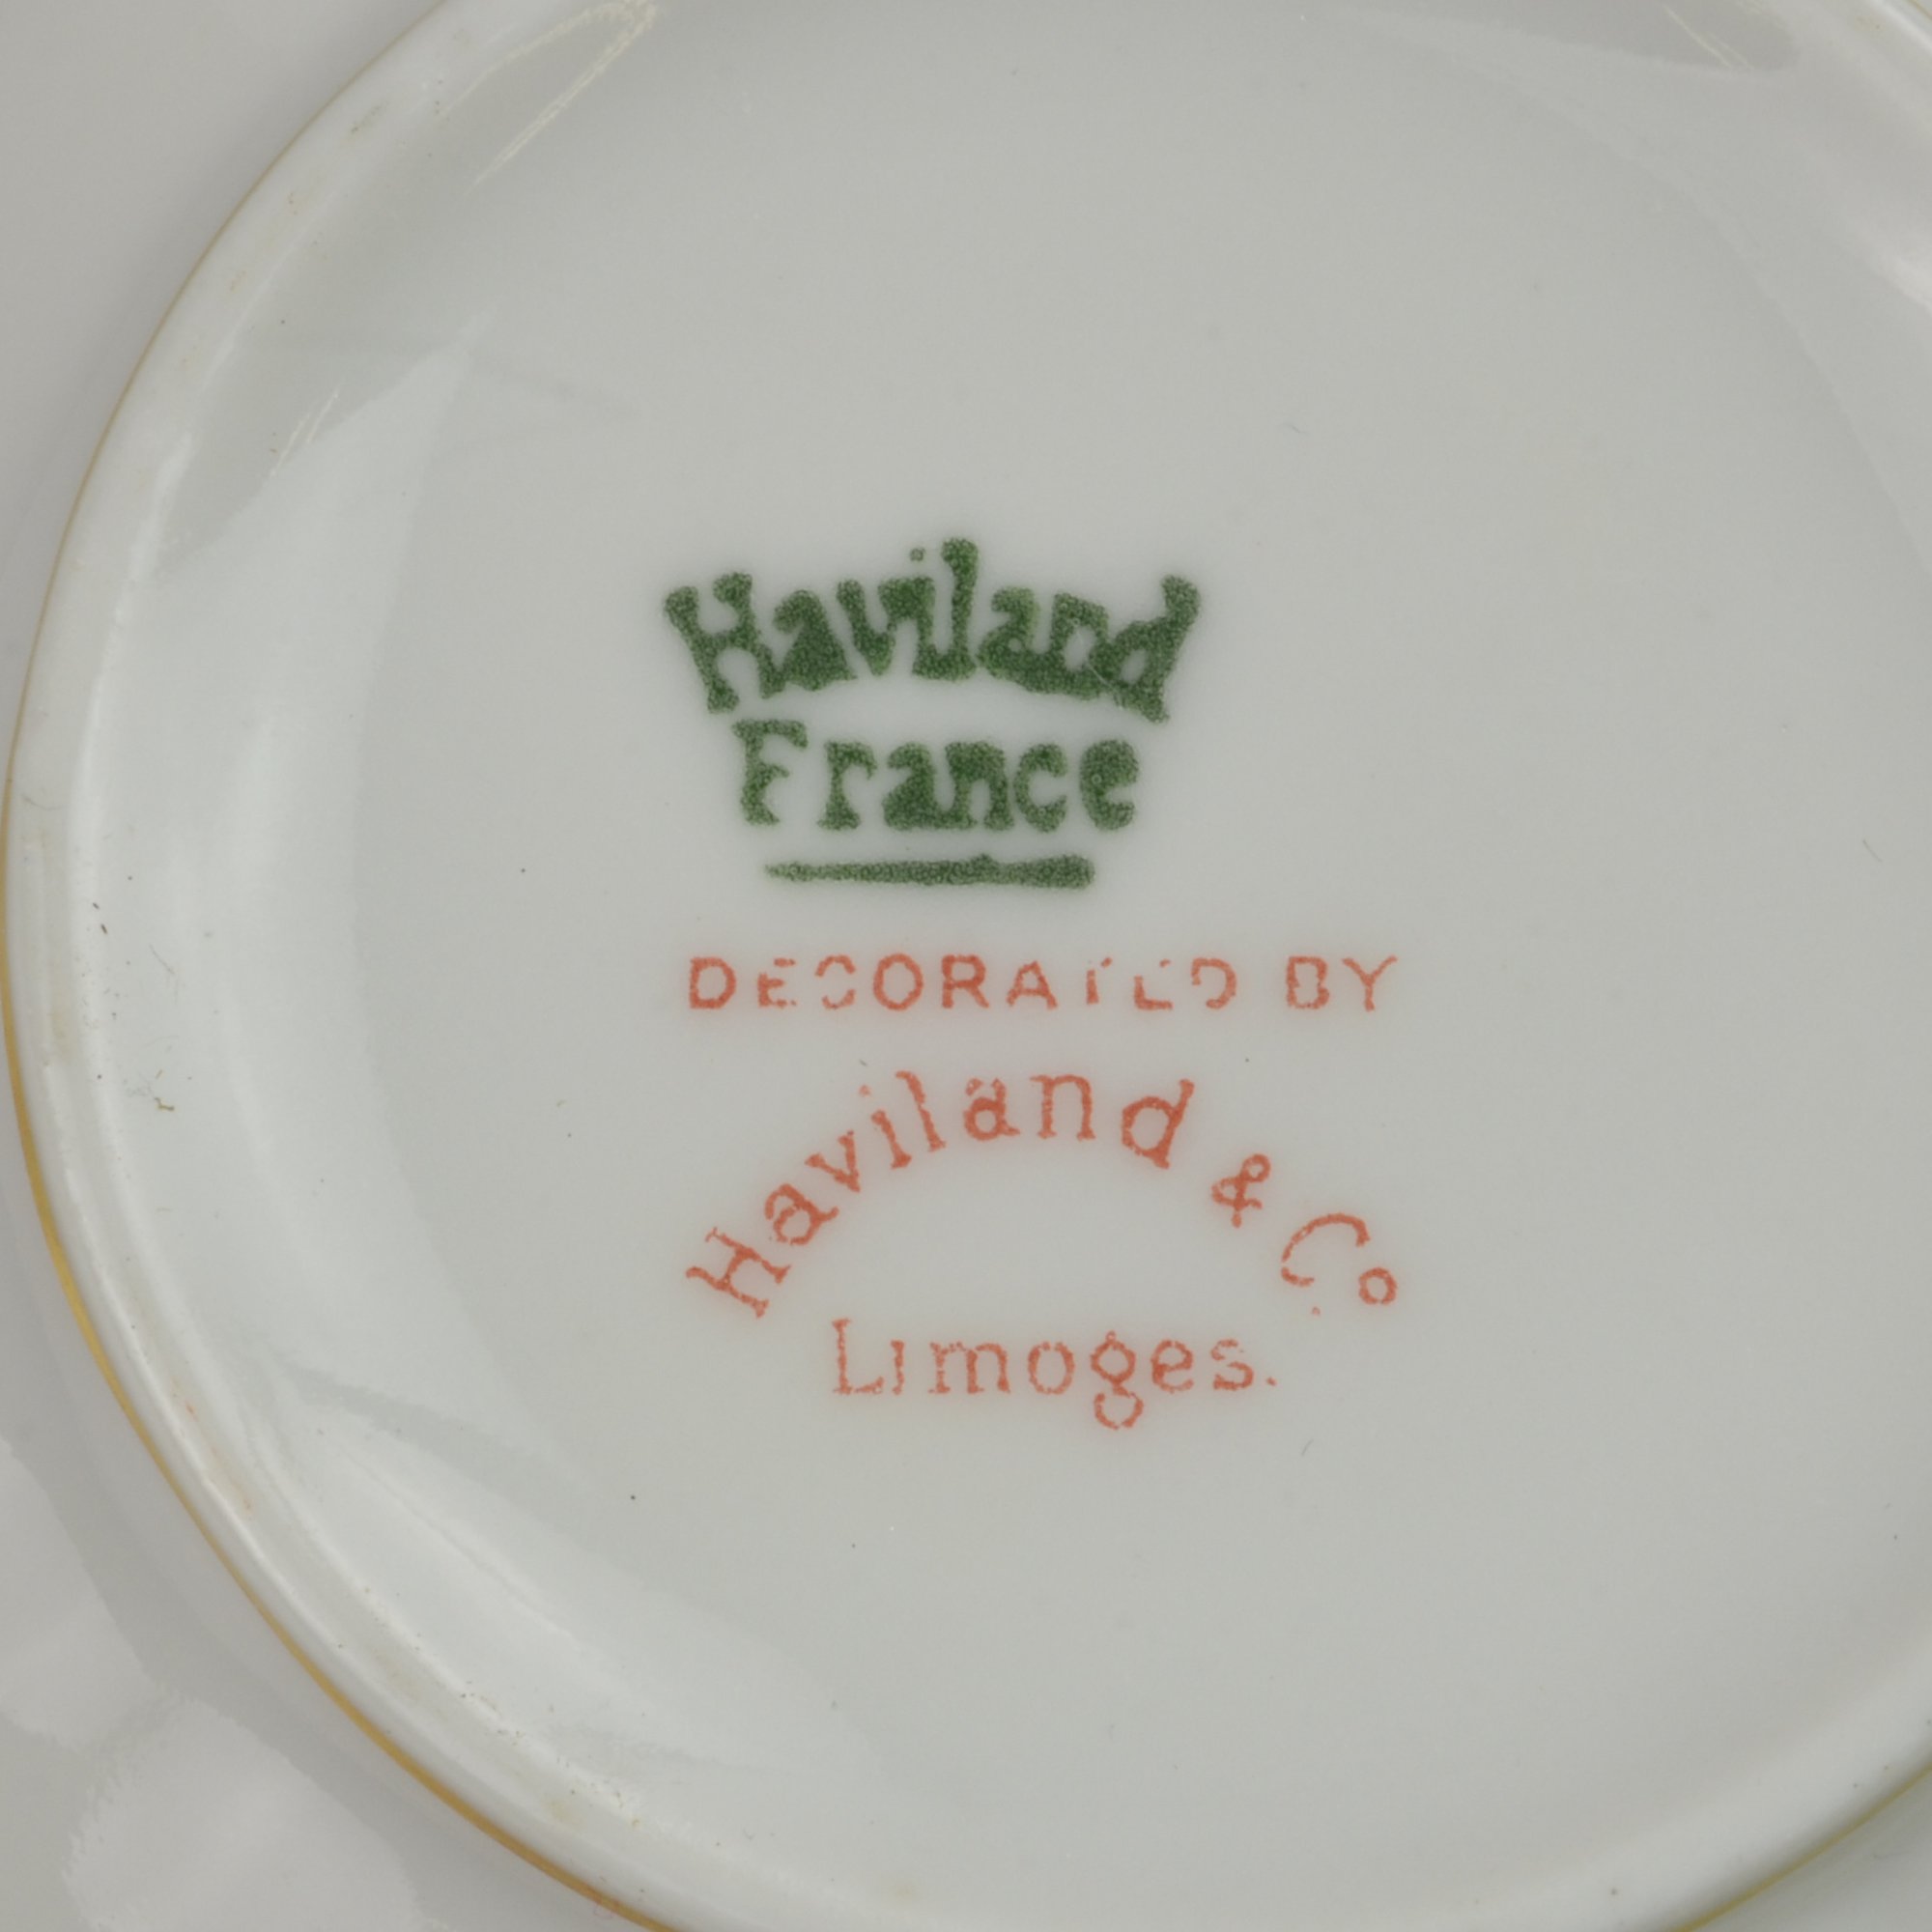 Haviland
France
DECORATED BY
Haviland & Co
Limoges.